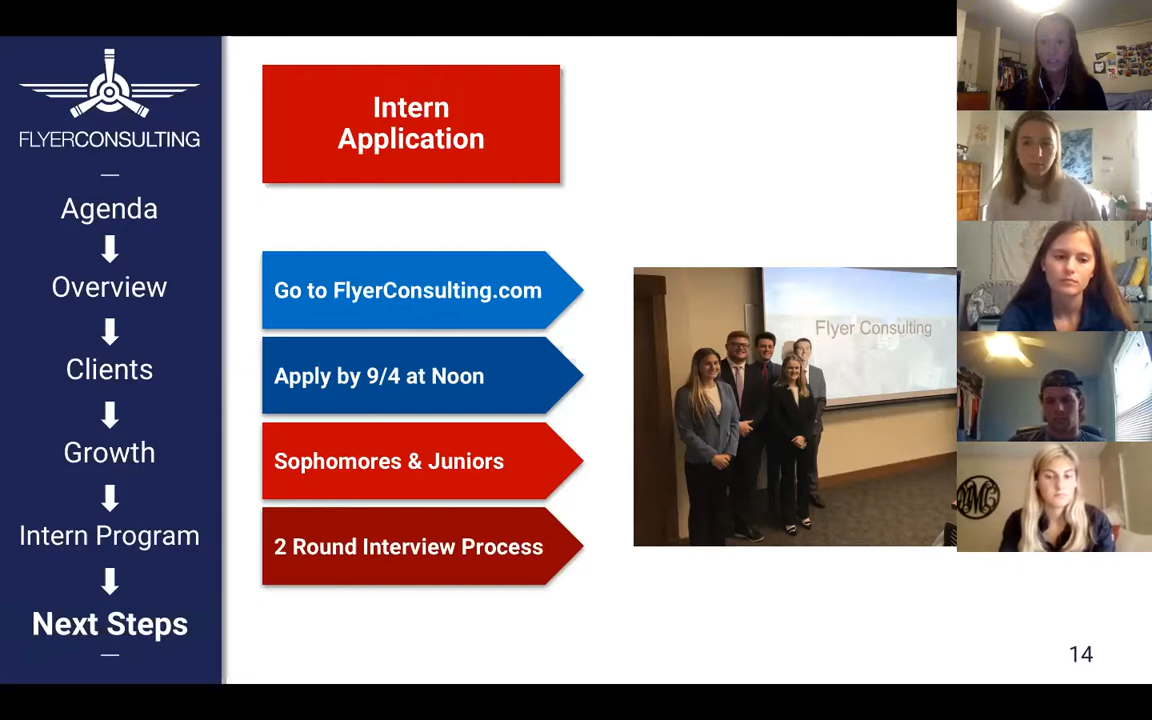 FLYERCONSULTING
Agenda
Overview
Clients
Growth
Intern Program
Next Steps
Intern
Application
Go to FlyerConsulting.com
Apply by 9/4 at Noon
Sophomores & Juniors
2 Round Interview Process
Flyer Consulting
14